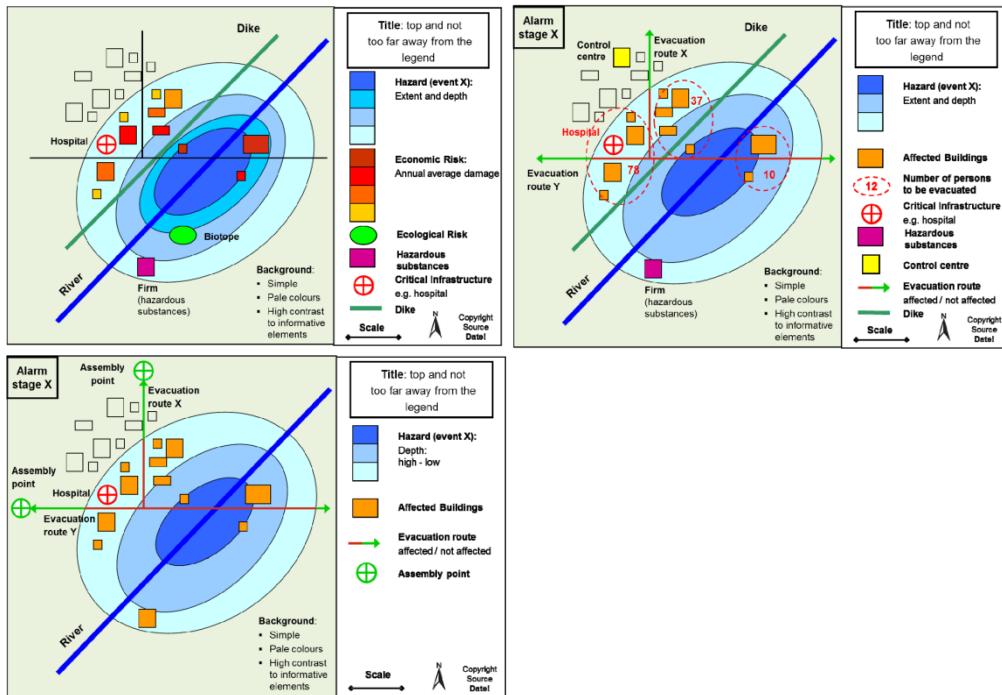 Dike
Hospital
Biotope
River
Firm
(hazardous
substances)
Background:
▪ Simple
▪ Pale colours
▪ High contrast
to informative
elements
Title: top and not
too far away from the
legend
Hazard (event X):
Extent and depth
Economic Risk:
Annual average damage
Ecological Risk
Hazardous
substances
Critical Infrastructure
e.g. hospital
Dike
Scale
N
Copyright
Source
Date!
Alarm
stage X
Control
centre
Evacuation
route X
Dike
37
Hospital
78
10
Evacuation
route Y
River
Firm
(hazardous substances)
Background:
▪ Simple
▪ Pale colours
▪ High contrast
to informative
elements
Title: top and not
too far away from the
legend
Hazard (event X):
Extent and depth
Affected Buildings
12
Number of persons
to be evacuated
Critical Infrastructure
e.g. hospital
Hazardous
substances
Control centre
Evacuation route
affected / not affected
Dike
Scale
N
Copyright
Source
Date!
Alarm
stage X
Assembly
point
Evacuation
route X
Assembly
point
Hospital
Evacuation
route Y
River
Background:
▪ Simple
▪ Pale colours
▪ High contrast
to informative
elements
Title: top and not
too far away from the
legend
Hazard (event X):
Depth:
high - low
Affected Buildings
Evacuation route
affected / not affected
Assembly point
Scale
N
Copyright
Source
Date!